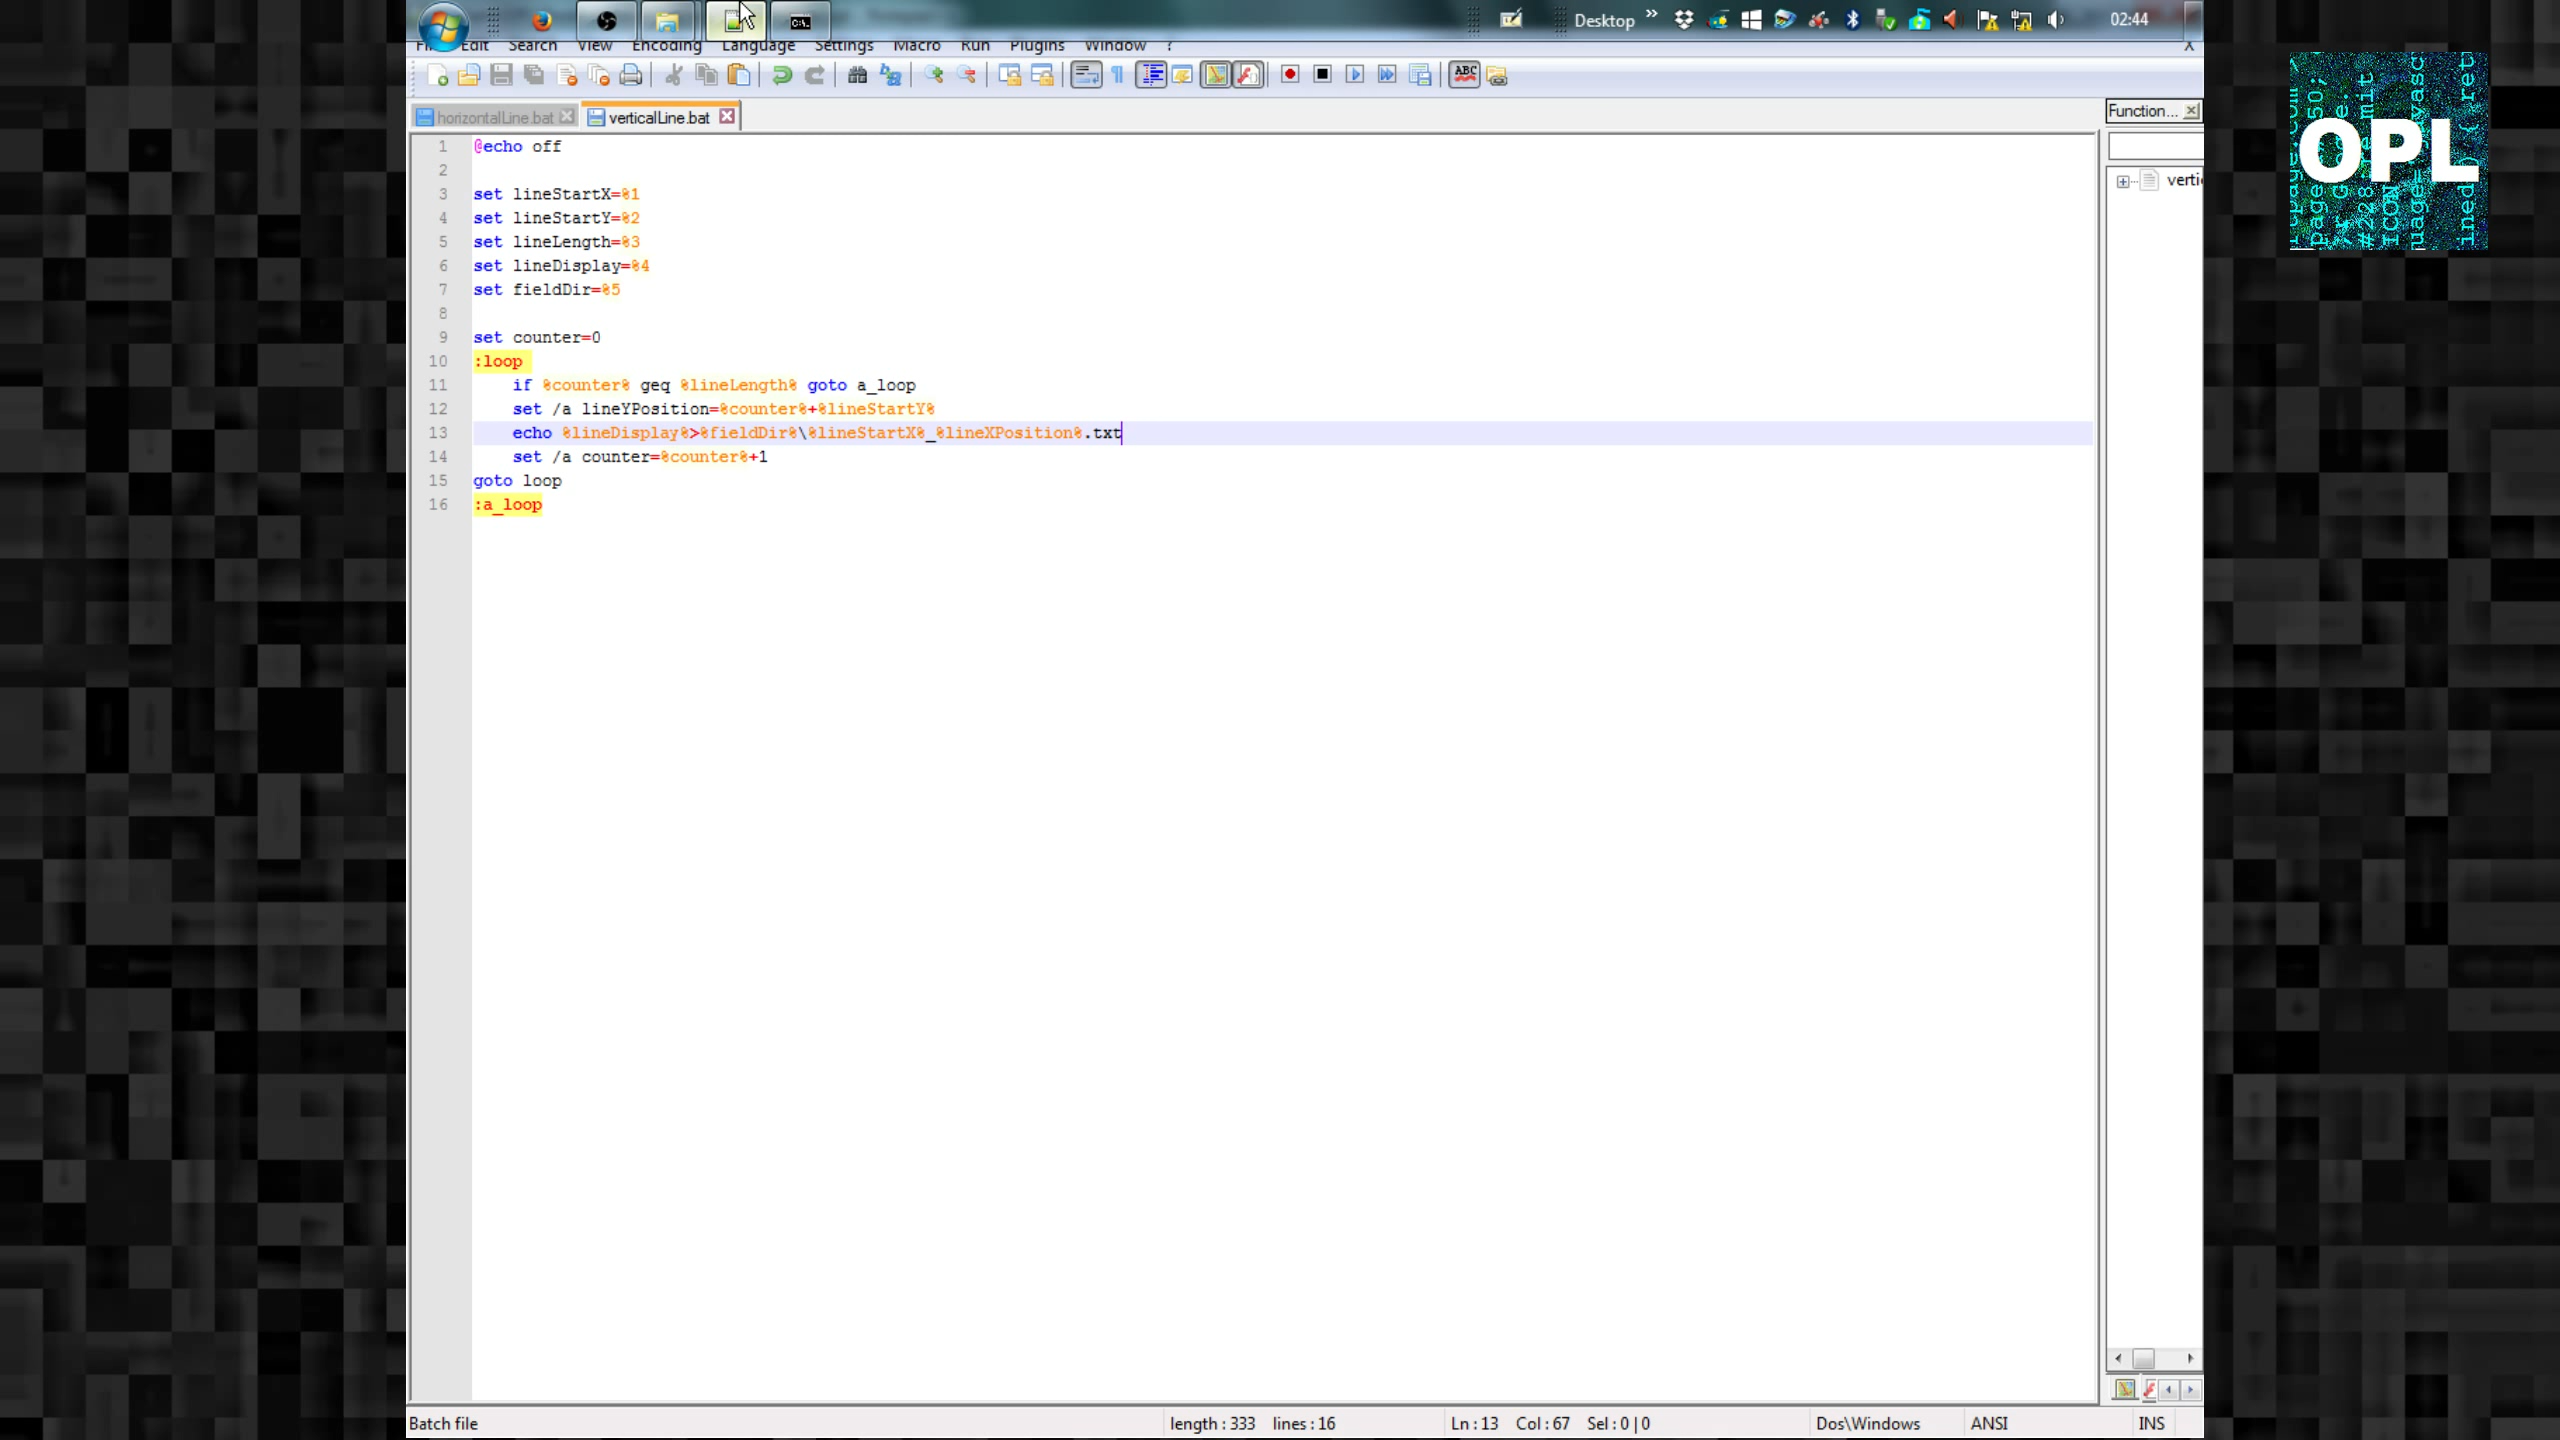 Desktop » 02:44
Edit Search View Encoding Language Settings Macro Run Plugins Window ? X
ABC
horizontalLine.bat verticalLine.bat Function...
1 @echo off
2
3 set lineStartX=%1
4 set lineStartY=%2
5 set lineLength=%3
6 set lineDisplay=%4
7 set fieldDir=%5
8
9 set counter=0
10 :loop
11 if %counter% geq %lineLength% goto a_loop
12 set /a lineYPosition=%counter%+%lineStartY%
13 echo %lineDisplay%>%fieldDir%\%lineStartX%_%lineXPosition%.txt
14 set /a counter=%counter%+1
15 goto loop
16 :a_loop
verti
OPL
Batch file length : 333 lines : 16 Ln : 13 Col : 67 Sel : 0 | 0 Dos\Windows ANSI INS